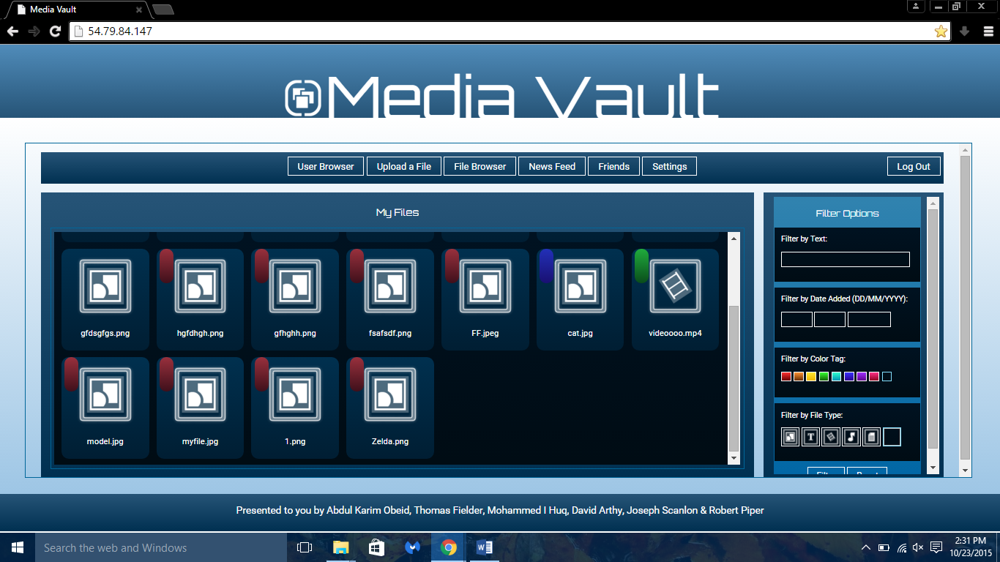 Media Vault
54.79.84.147
Media Vault
User Browser Upload a File File Browser News Feed Friends Settings Log Out
My Files
gfdsgfgs.png hgfdhgh.png gfhghh.png fsafsdf.png FF.jpeg cat.jpg videoooo.mp4
model.jpg myfile.jpg 1.png Zelda.png
Filter Options
Filter by Text:
Filter by Date Added (DD/MM/YYYY):
Filter by Color Tag:
Filter by File Type:
T
Presented to you by Abdul Karim Obeid, Thomas Fielder, Mohammed I Huq, David Arthy, Joseph Scanlon & Robert Piper
Search the web and Windows
2:31 PM
10/23/2015